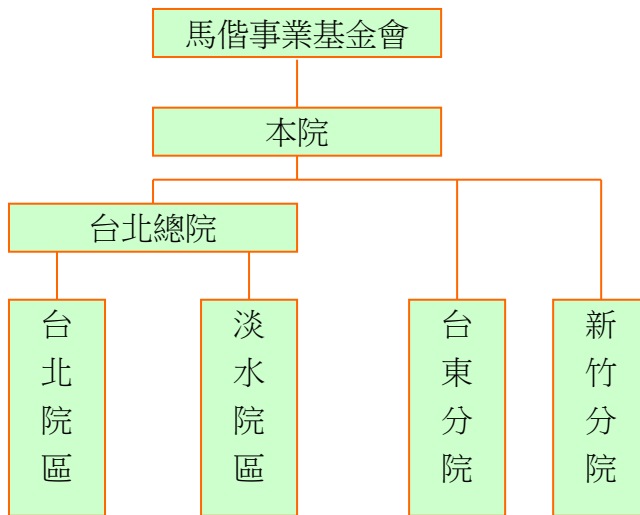 馬偕事業基金會
本院
台北總院
台北院區
淡水院區
台東分院
新竹分院